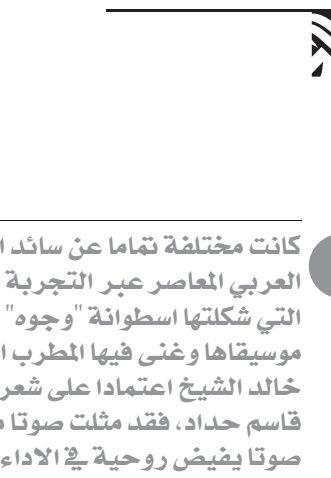 كانت مختلفة تماما عن سائد ا
العربي المعاصر عبر التجربة
التي شكلتها اسطوانة "وجوه"
موسيقاها وغنى فيها المطرب ا
خالد الشيخ اعتمادا على شعر
قاسم حداد، فقد مثلت صوتا م
صوتا يفيض روحية في الاداء